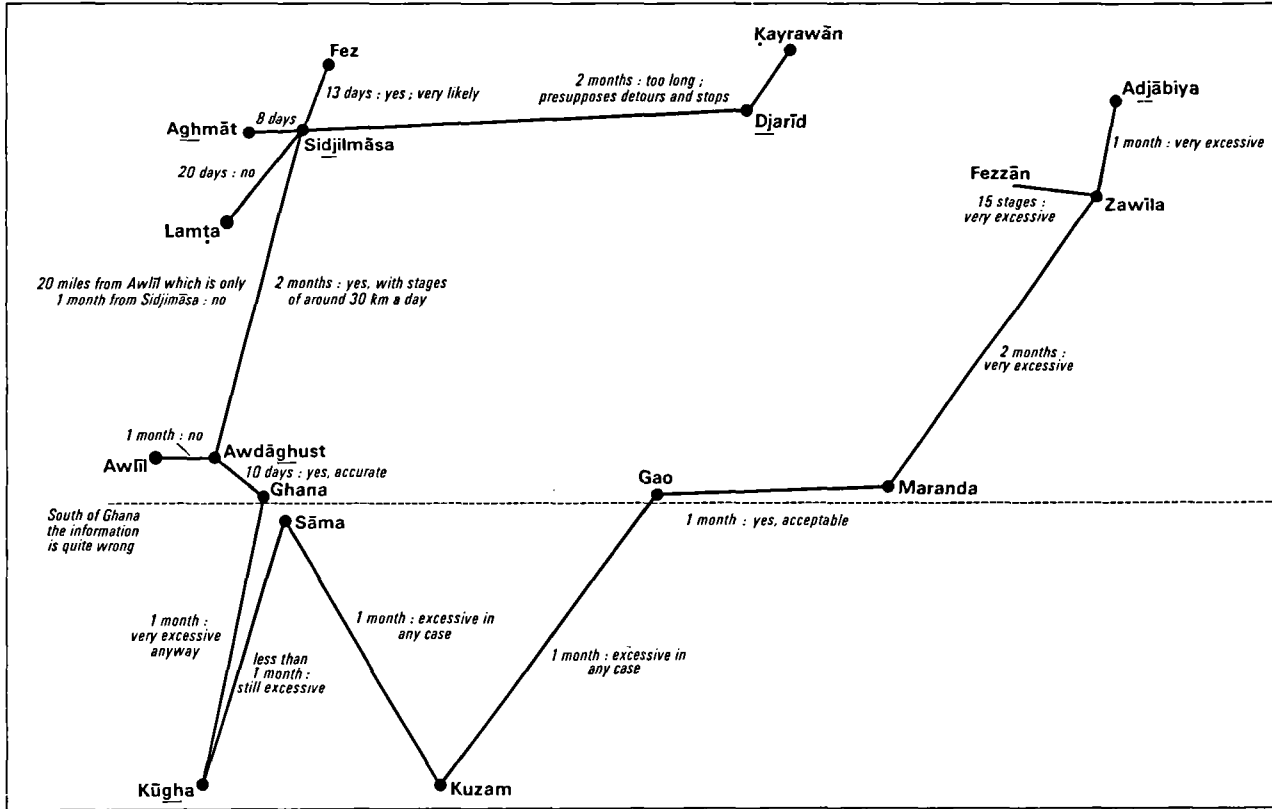 Ḳayrawān
Fez
2 months : too long ;
presupposes detours and stops
13 days : yes ; very likely
Adjābiya
8 days
Aghmāt
Sidjilmāsa
Djarīd
1 month : very excessive
20 days : no
Fezzān
15 stages :
very excessive
Zawīla
Lamṭa
20 miles from Awlīl which is only
1 month from Sidjimāsa : no
2 months : yes, with stages
of around 30 km a day
2 months :
very excessive
1 month : no
Awlīl
Awdāghust
10 days : yes, accurate
Ghana
Gao
Maranda
South of Ghana
the information
is quite wrong
Sāma
1 month : yes, acceptable
1 month :
very excessive
anyway
1 month : excessive in
any case
less than
1 month :
still excessive
1 month : excessive in
any case
Kūgha
Kuzam